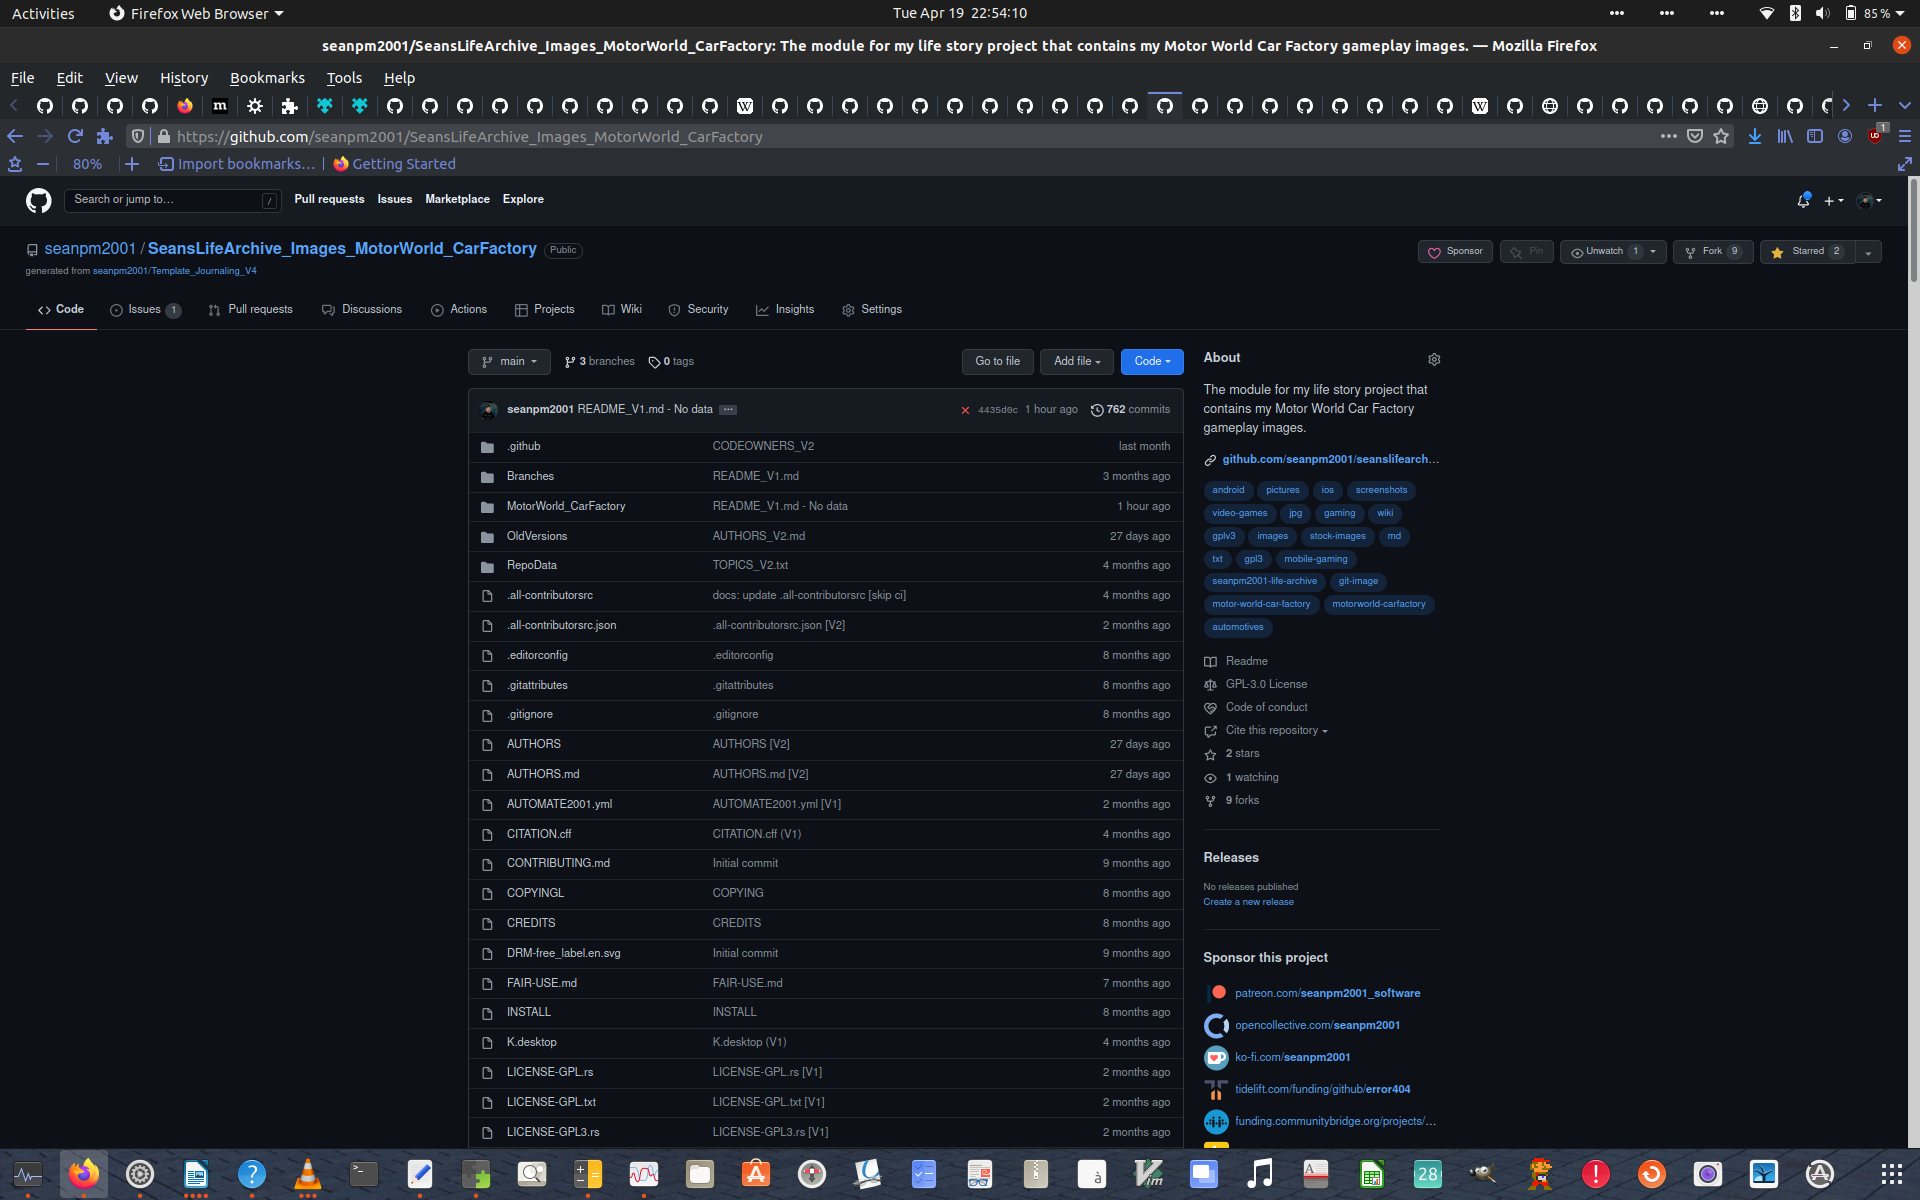 Activities Firefox Web Browser Tue Apr 19 22:54:10 85 %
seanpm2001/SeansLifeArchive_Images_MotorWorld_CarFactory: The module for my life story project that contains my Motor World Car Factory gameplay images. — Mozilla Firefox
File Edit View History Bookmarks Tools Help
https://github.com/seanpm2001/SeansLifeArchive_Images_MotorWorld_CarFactory 1
80% Import bookmarks... Getting Started
Search or jump to... / Pull requests Issues Marketplace Explore
seanpm2001 / SeansLifeArchive_Images_MotorWorld_CarFactory Public
Sponsor Pin Unwatch 1 Fork 9 Starred 2
generated from seanpm2001/Template_Journaling_V4
Code Issues 1 Pull requests Discussions Actions Projects Wiki Security Insights Settings
main 3 branches 0 tags Go to file Add file Code
seanpm2001 README_V1.md - No data ... 4435d0c 1 hour ago 762 commits
.github CODEOWNERS_V2 last month
Branches README_V1.md 3 months ago
MotorWorld_CarFactory README_V1.md - No data 1 hour ago
OldVersions AUTHORS_V2.md 27 days ago
RepoData TOPICS_V2.txt 4 months ago
.all-contributorsrc docs: update .all-contributorsrc [skip ci] 4 months ago
.all-contributorsrc.json .all-contributorsrc.json [V2] 2 months ago
.editorconfig .editorconfig 8 months ago
.gitattributes .gitattributes 8 months ago
.gitignore .gitignore 8 months ago
AUTHORS AUTHORS [V2] 27 days ago
AUTHORS.md AUTHORS.md [V2] 27 days ago
AUTOMATE2001.yml AUTOMATE2001.yml [V1] 2 months ago
CITATION.cff CITATION.cff (V1) 4 months ago
CONTRIBUTING.md Initial commit 9 months ago
COPYINGL COPYING 8 months ago
CREDITS CREDITS 8 months ago
DRM-free_label.en.svg Initial commit 9 months ago
FAIR-USE.md FAIR-USE.md 7 months ago
INSTALL INSTALL 8 months ago
K.desktop K.desktop (V1) 4 months ago
LICENSE-GPL.rs LICENSE-GPL.rs [V1] 2 months ago
LICENSE-GPL.txt LICENSE-GPL.txt [V1] 2 months ago
LICENSE-GPL3.rs LICENSE-GPL3.rs [V1] 2 months ago
About
The module for my life story project that
contains my Motor World Car Factory
gameplay images.
github.com/seanpm2001/seanslifearch...
android pictures ios screenshots
video-games jpg gaming wiki
gplv3 images stock-images md
txt gpl3 mobile-gaming
seanpm2001-life-archive git-image
motor-world-car-factory motorworld-carfactory
automotives
Readme
GPL-3.0 License
Code of conduct
Cite this repository
2 stars
1 watching
9 forks
Releases
No releases published
Create a new release
Sponsor this project
patreon.com/seanpm2001_software
opencollective.com/seanpm2001
ko-fi.com/seanpm2001
tidelift.com/funding/github/error404
funding.communitybridge.org/projects/...
28